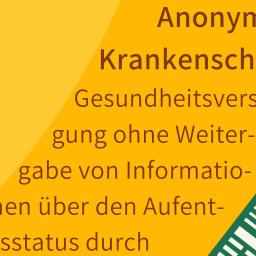 Anonym
Krankensch
Gesundheitsvers
gung ohne Weiter-
gabe von Informatio-
nen über den Aufent-
sstatus durch